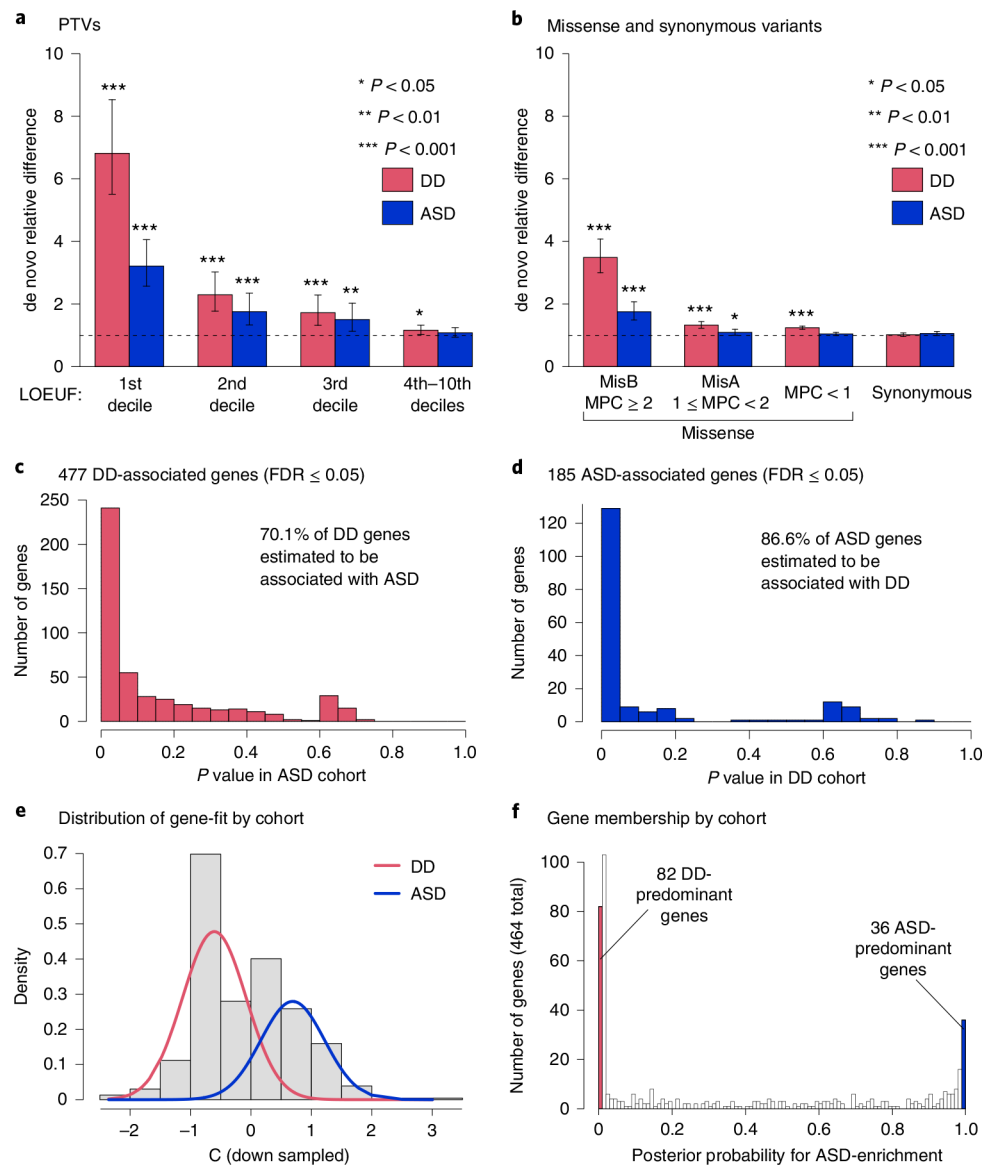 a PTVs
10
8
6
4
2
0
de novo relative difference
***
***
***
***
***
**
*
* P < 0.05
** P < 0.01
*** P < 0.001
DD
ASD
LOEUF:
1st decile
2nd decile
3rd decile
4th–10th deciles
b Missense and synonymous variants
10
8
6
4
2
0
de novo relative difference
***
***
***
*
***
* P < 0.05
** P < 0.01
*** P < 0.001
DD
ASD
MisB MPC ≥ 2
MisA 1 ≤ MPC < 2
MPC < 1
Synonymous
Missense
c 477 DD-associated genes (FDR ≤ 0.05)
250
200
150
100
50
0
Number of genes
70.1% of DD genes
estimated to be
associated with ASD
0 0.2 0.4 0.6 0.8 1.0
P value in ASD cohort
d 185 ASD-associated genes (FDR ≤ 0.05)
120
100
80
60
40
20
0
Number of genes
86.6% of ASD genes
estimated to be
associated with DD
0 0.2 0.4 0.6 0.8 1.0
P value in DD cohort
e Distribution of gene-fit by cohort
0.7
0.6
0.5
0.4
0.3
0.2
0.1
0
Density
DD
ASD
−2 −1 0 1 2 3
C (down sampled)
f Gene membership by cohort
100
80
60
40
20
0
Number of genes (464 total)
82 DD-
predominant
genes
36 ASD-
predominant
genes
0 0.2 0.4 0.6 0.8 1.0
Posterior probability for ASD-enrichment